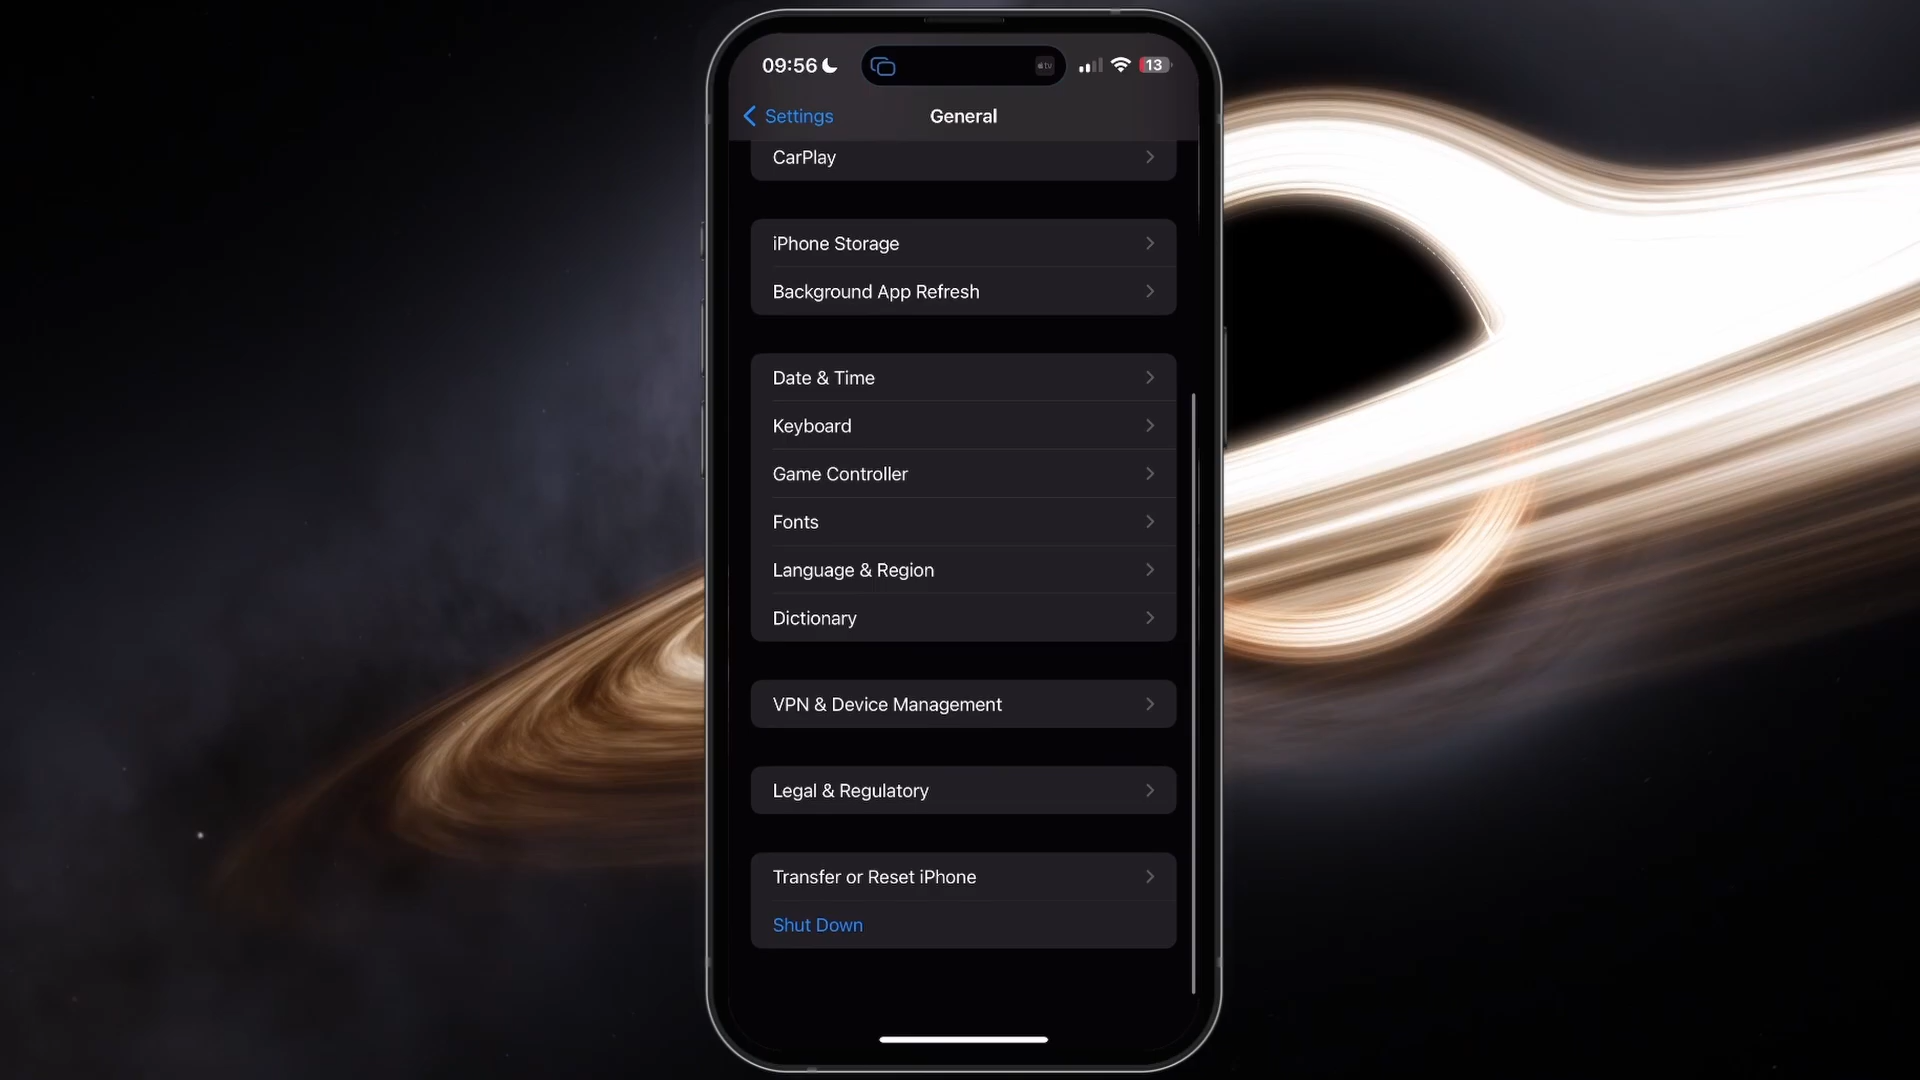 09:56
tv
13
Settings
General
CarPlay
iPhone Storage
Background App Refresh
Date & Time
Keyboard
Game Controller
Fonts
Language & Region
Dictionary
VPN & Device Management
Legal & Regulatory
Transfer or Reset iPhone
Shut Down